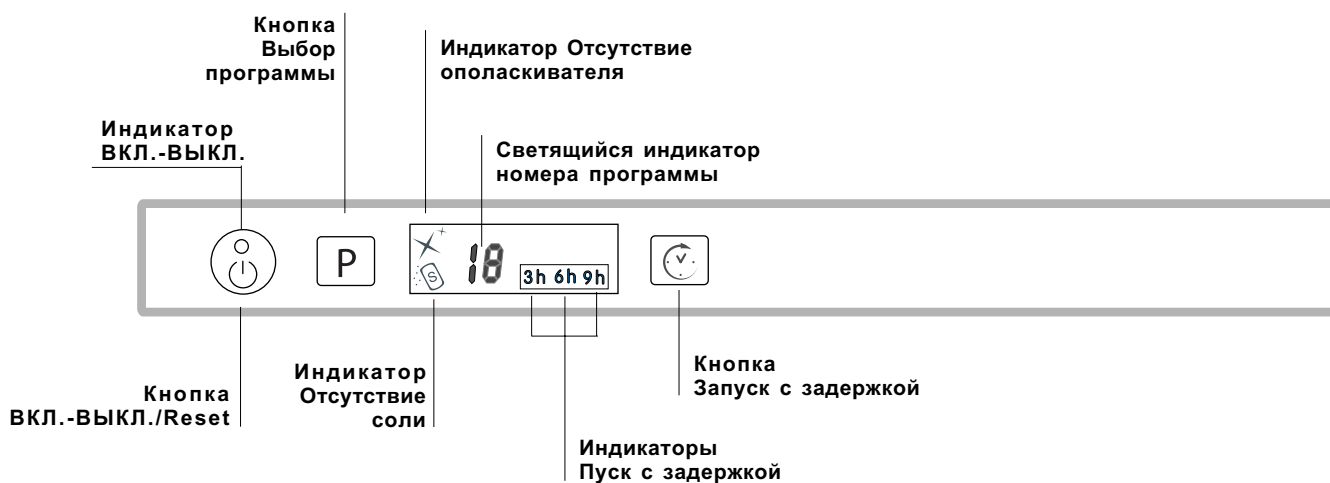 Кнопка
Выбор
программы
Индикатор Отсутствие
ополаскивателя
Индикатор
ВКЛ.-ВЫКЛ.
Светящийся индикатор
номера программы
P
S
18
3h 6h 9h
Кнопка
ВКЛ.-ВЫКЛ./Reset
Индикатор
Отсутствие
соли
Кнопка
Запуск с задержкой
Индикаторы
Пуск с задержкой